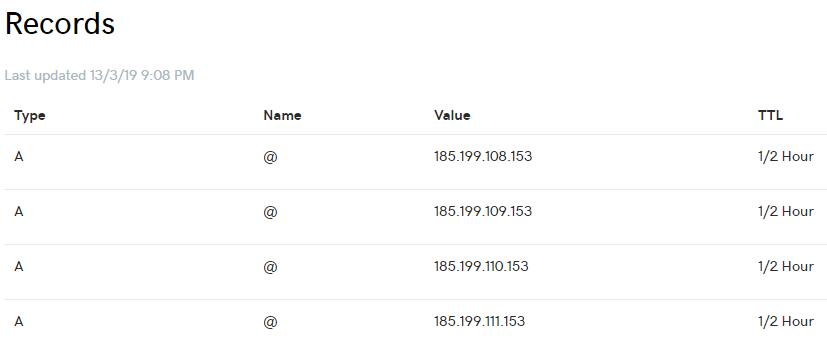 Records
Last updated 13/3/19 9:08 PM
Type Name Value TTL
A @ 185.199.108.153 1/2 Hour
A @ 185.199.109.153 1/2 Hour
A @ 185.199.110.153 1/2 Hour
A @ 185.199.111.153 1/2 Hour